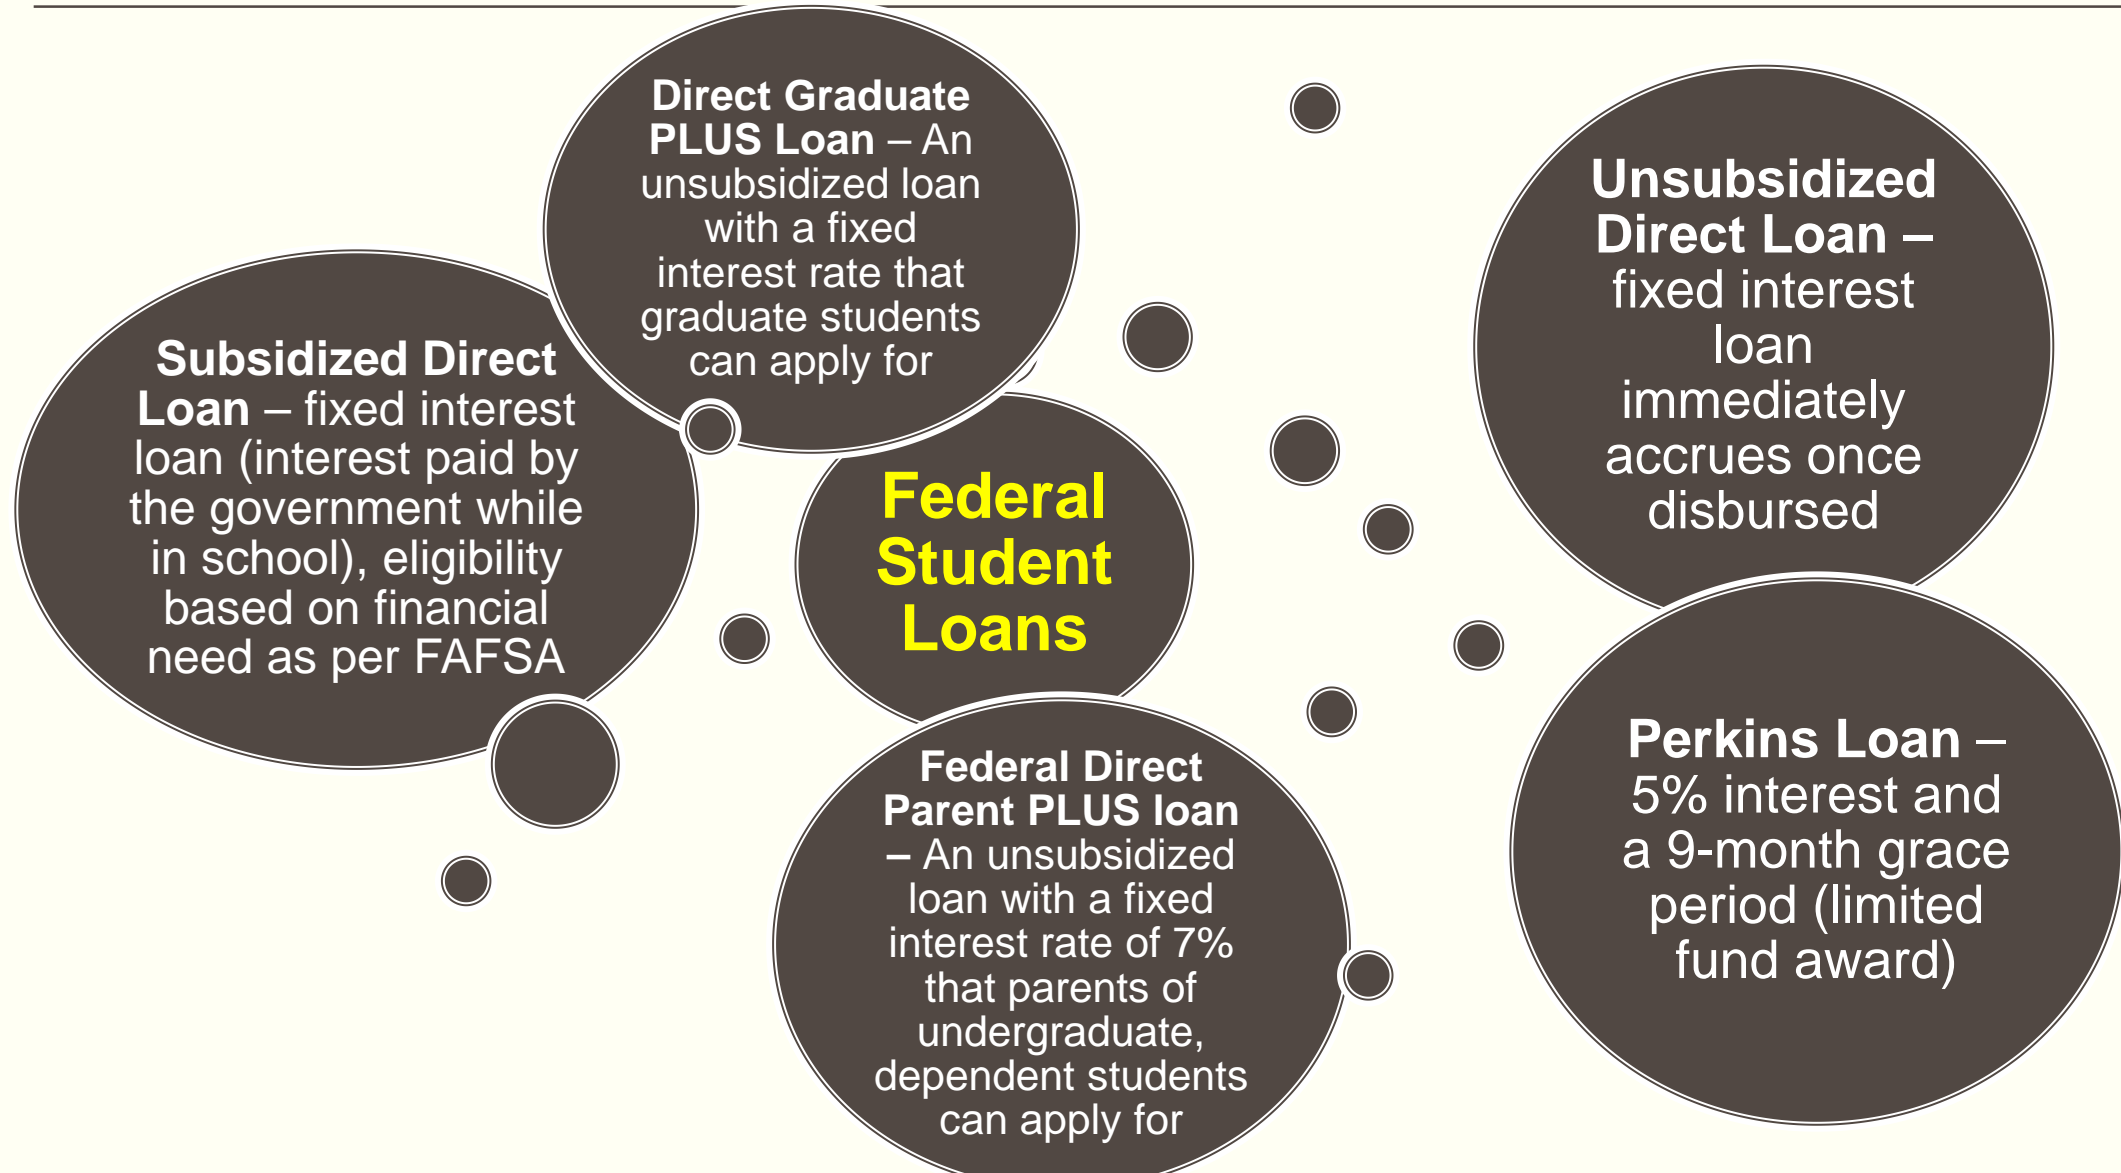 Direct Graduate
PLUS Loan – An
unsubsidized loan
with a fixed
interest rate that
graduate students
can apply for
Subsidized Direct
Loan – fixed interest
loan (interest paid by
the government while
in school), eligibility
based on financial
need as per FAFSA
Federal
Student
Loans
Unsubsidized
Direct Loan –
fixed interest
loan
immediately
accrues once
disbursed
Federal Direct
Parent PLUS loan
– An unsubsidized
loan with a fixed
interest rate of 7%
that parents of
undergraduate,
dependent students
can apply for
Perkins Loan –
5% interest and
a 9-month grace
period (limited
fund award)